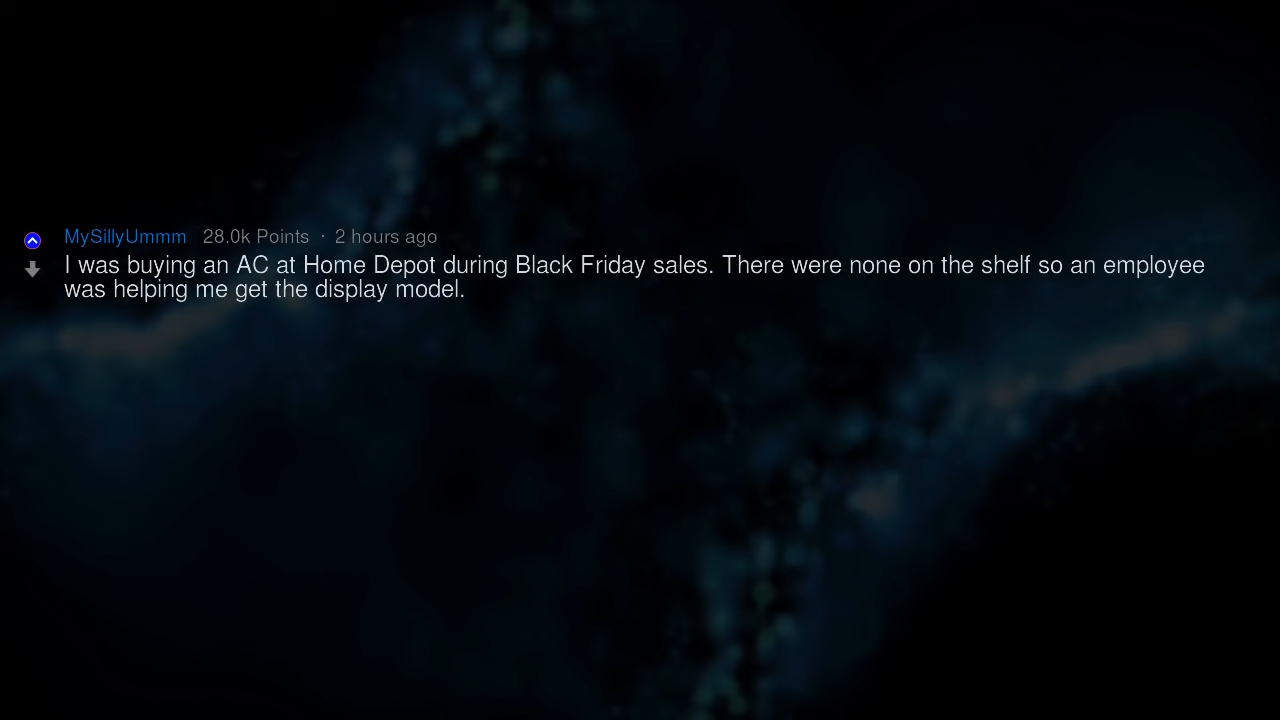 MySillyUmmm 28.0k Points · 2 hours ago
I was buying an AC at Home Depot during Black Friday sales. There were none on the shelf so an employee
was helping me get the display model.